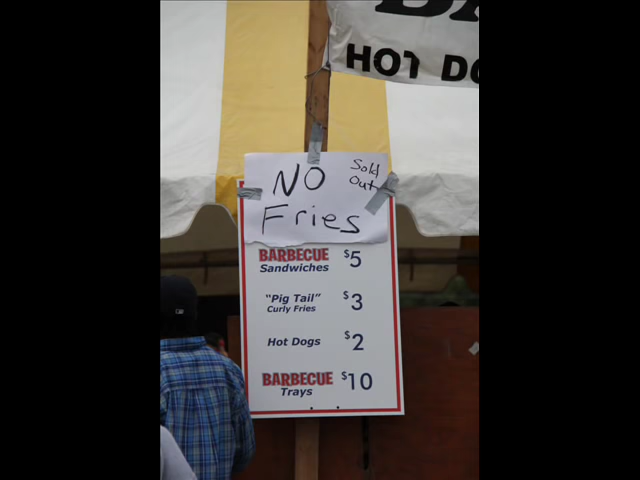 HOT
NO
Sold
Out
Fries
BARBECUE $5
Sandwiches
"Pig Tail" $3
Curly Fries
Hot Dogs $2
BARBECUE $10
Trays